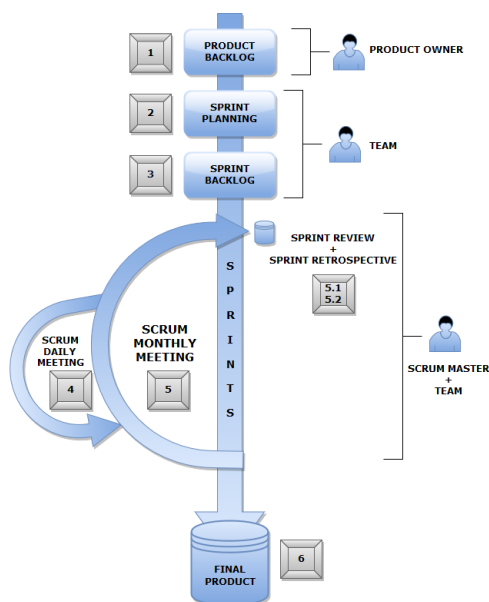 1
PRODUCT
BACKLOG
PRODUCT OWNER
2
SPRINT
PLANNING
TEAM
3
SPRINT
BACKLOG
SPRINT REVIEW
+
SPRINT RETROSPECTIVE
5.1
5.2
SPRINTS
SCRUM
DAILY
MEETING
4
SCRUM
MONTHLY
MEETING
5
SCRUM MASTER
+
TEAM
FINAL
PRODUCT
6